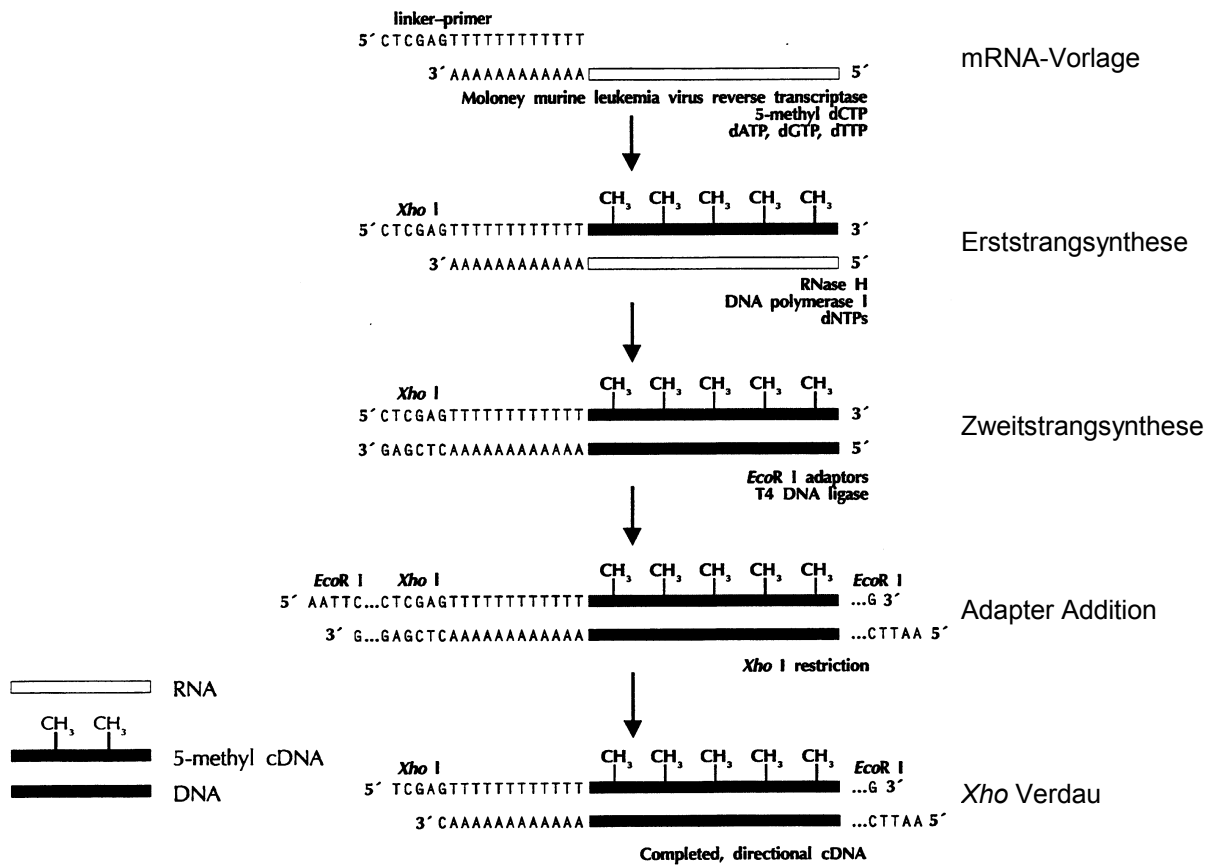 linker–primer
5´ CTCGAGTTTTTTTTTTTT
3´ AAAAAAAAAAAA 5´
mRNA-Vorlage
Moloney murine leukemia virus reverse transcriptase
5-methyl dCTP
dATP, dGTP, dTTP
CH3 CH3 CH3 CH3 CH3
Xho I
5´ CTCGAGTTTTTTTTTTTT 3´
Erststrangsynthese
3´ AAAAAAAAAAAA 5´
RNase H
DNA polymerase I
dNTPs
CH3 CH3 CH3 CH3 CH3
Xho I
5´ CTCGAGTTTTTTTTTTTT 3´
Zweitstrangsynthese
3´ GAGCTCAAAAAAAAAAAA 5´
EcoR I adaptors
T4 DNA ligase
CH3 CH3 CH3 CH3 CH3
EcoR I Xho I EcoR I
5´ AATTC...CTCGAGTTTTTTTTTTTT ...G 3´
Adapter Addition
3´ G...GAGCTCAAAAAAAAAAAA ...CTTAA 5´
Xho I restriction
RNA
CH3 CH3
5-methyl cDNA
DNA
CH3 CH3 CH3 CH3 CH3
Xho I EcoR I
5´ TCGAGTTTTTTTTTTTT ...G 3´
Xho Verdau
3´ CAAAAAAAAAAAA ...CTTAA 5´
Completed, directional cDNA